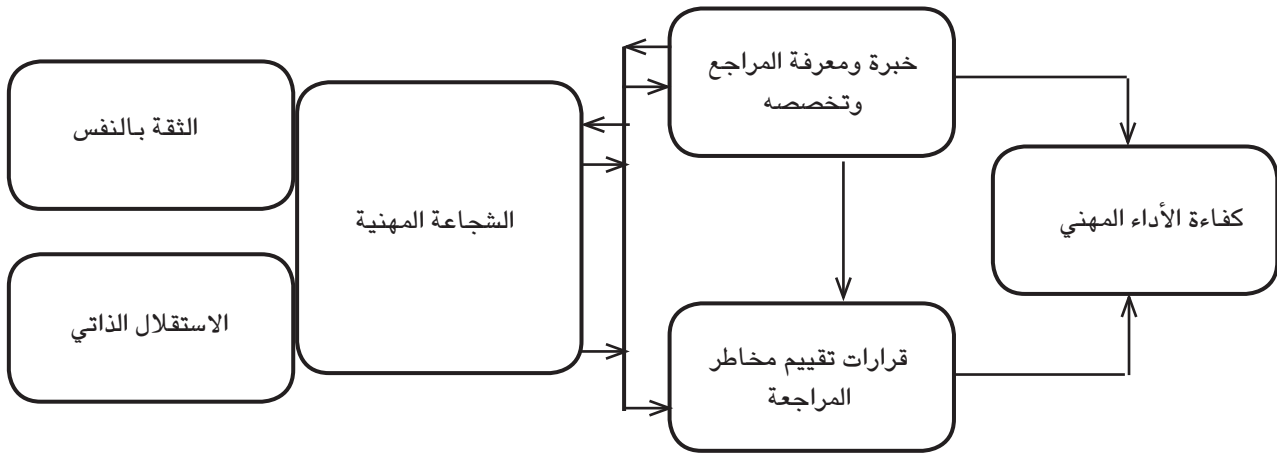 خبرة ومعرفة المراجع
وتخصصه
كفاءة الأداء المهني
قرارات تقييم مخاطر
المراجعة
الشجاعة المهنية
الثقة بالنفس
الاستقلال الذاتي